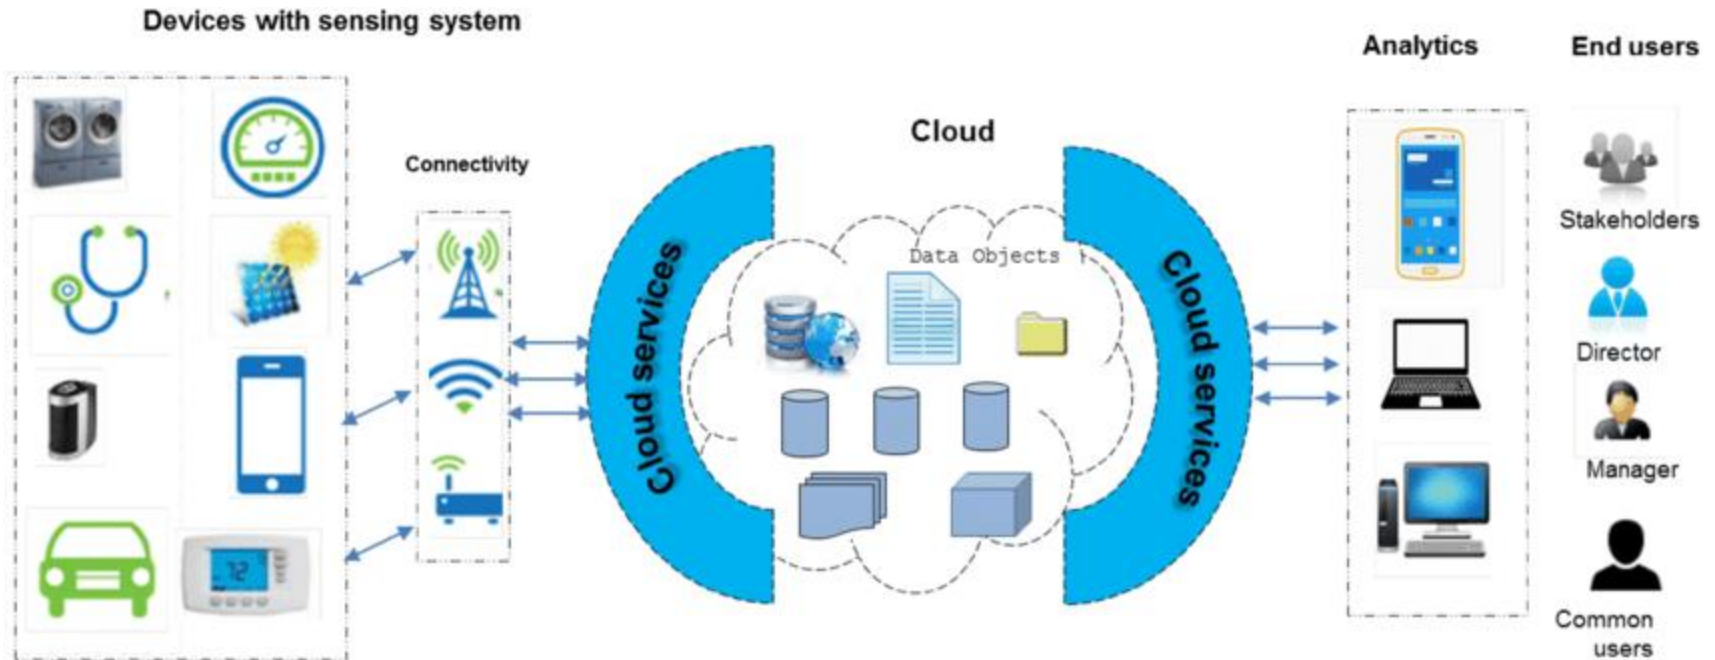 Devices with sensing system
Analytics
End users
Cloud
Connectivity
Stakeholders
Data Objects
Cloud services
Cloud services
Director
Manager
72
Common
users